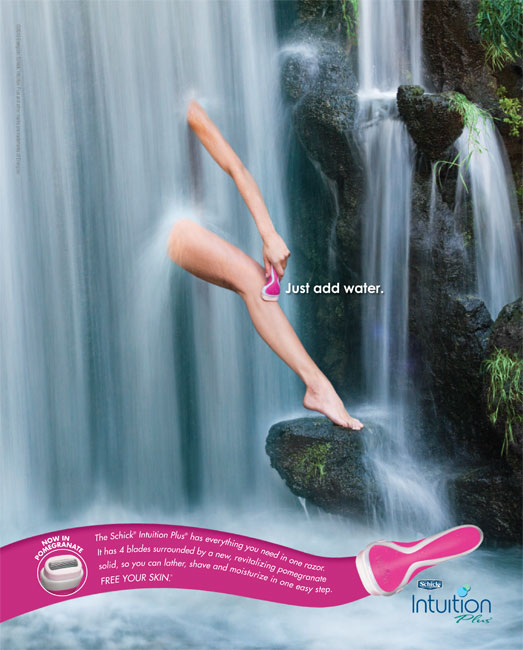 Just add water.
NOW IN
POMEGRANATE
The Schick® Intuition Plus® has everything you need in one razor.
It has 4 blades surrounded by a new, revitalizing pomegranate
solid, so you can lather, shave and moisturize in one easy step.
FREE YOUR SKIN.
Schick
Intuition
Plus